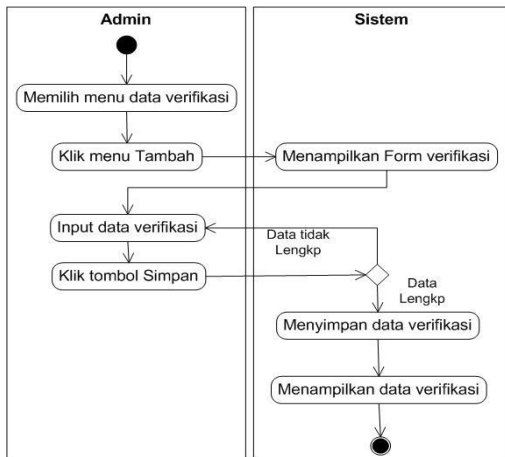 Admin
Sistem
Memilih menu data verifikasi
Klik menu Tambah
Menampilkan Form verifikasi
Input data verifikasi
Data tidak
Lengkp
Klik tombol Simpan
Data
Lengkp
Menyimpan data verifikasi
Menampilkan data verifikasi